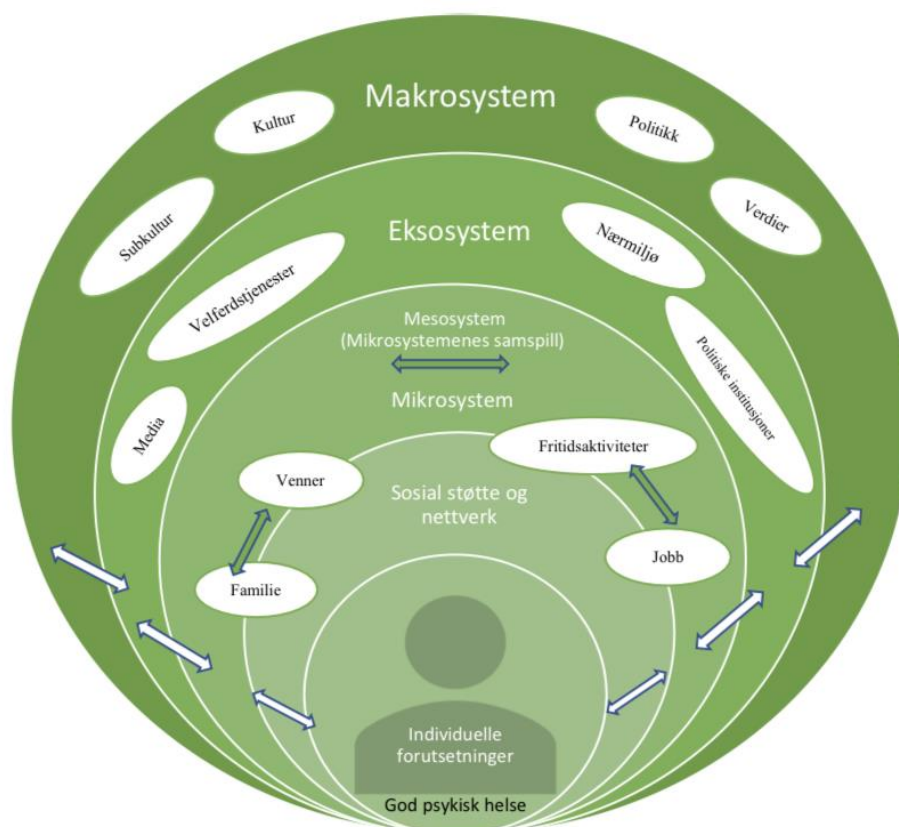 Makrosystem
Kultur
Politikk
Subkultur
Verdier
Eksosystem
Nærmiljø
Velferdstjenester
Politiske institusjoner
Media
Mesosystem
(Mikrosystemenes samspill)
Mikrosystem
Fritidsaktiviteter
Venner
Sosial støtte og
nettverk
Jobb
Familie
Individuelle
forutsetninger
God psykisk helse